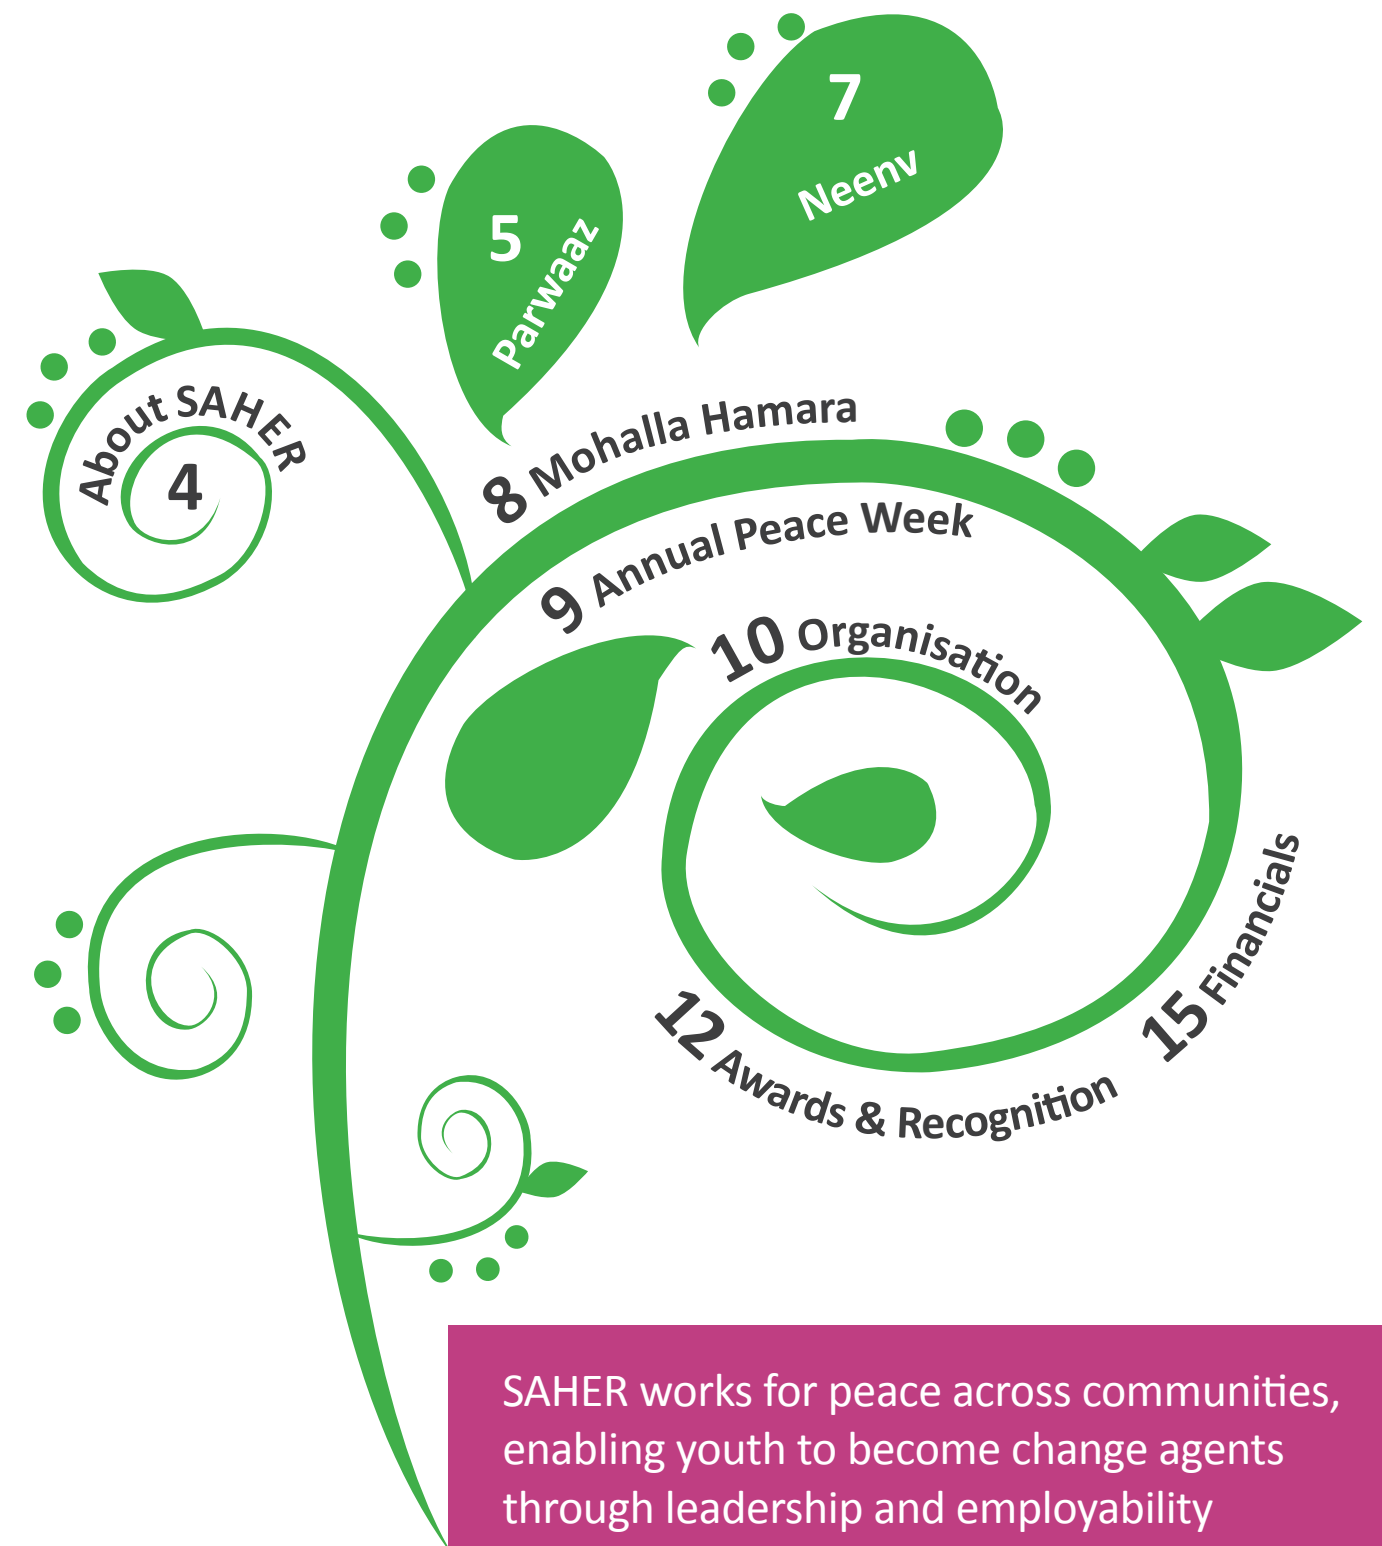 7
Neenv
5
Parwaaz
About SAHER
4
8 Mohalla Hamara
9 Annual Peace Week
10 Organisation
15 Financials
12 Awards & Recognition
SAHER works for peace across communities,
enabling youth to become change agents
through leadership and employability